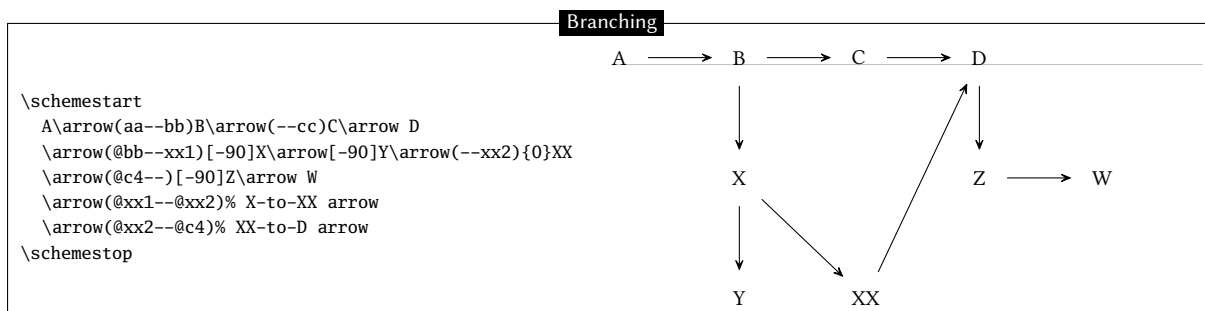 Branching
\schemestart
A\arrow(aa--bb)B\arrow(--cc)C\arrow D
\arrow(@bb--xx1)[-90]X\arrow[-90]Y\arrow(--xx2){0}XX
\arrow(@c4--)[-90]Z\arrow W
\arrow(@xx1--@xx2)% X-to-XX arrow
\arrow(@xx2--@c4)% XX-to-D arrow
\schemestop
A B C D
X Z W
Y XX